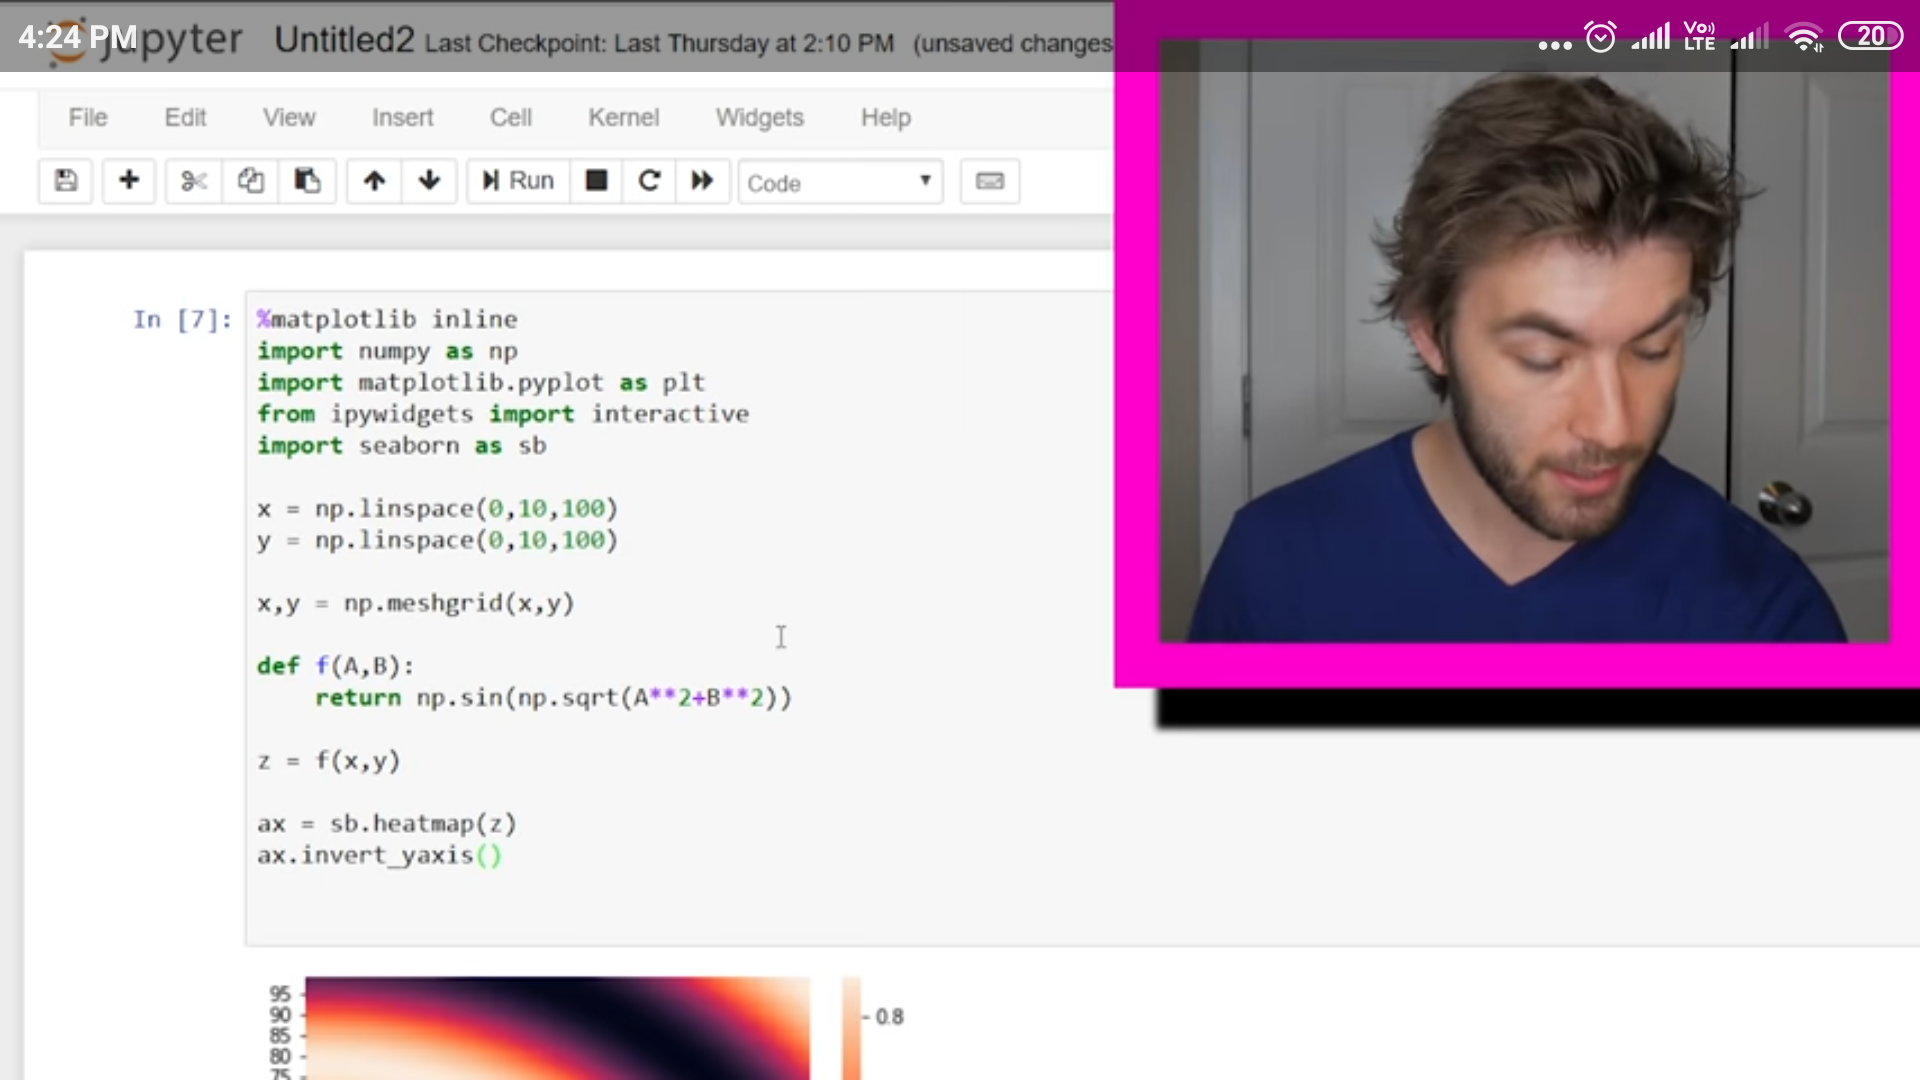 4:24 PM
jupyter Untitled2 Last Checkpoint: Last Thursday at 2:10 PM (unsaved changes
Vo) LTE
20
File Edit View Insert Cell Kernel Widgets Help
Run Code
In [7]:
%matplotlib inline
import numpy as np
import matplotlib.pyplot as plt
from ipywidgets import interactive
import seaborn as sb
x = np.linspace(0,10,100)
y = np.linspace(0,10,100)
x,y = np.meshgrid(x,y)
def f(A,B):
    return np.sin(np.sqrt(A**2+B**2))
z = f(x,y)
ax = sb.heatmap(z)
ax.invert_yaxis()
95
90
85
80
75
0.8